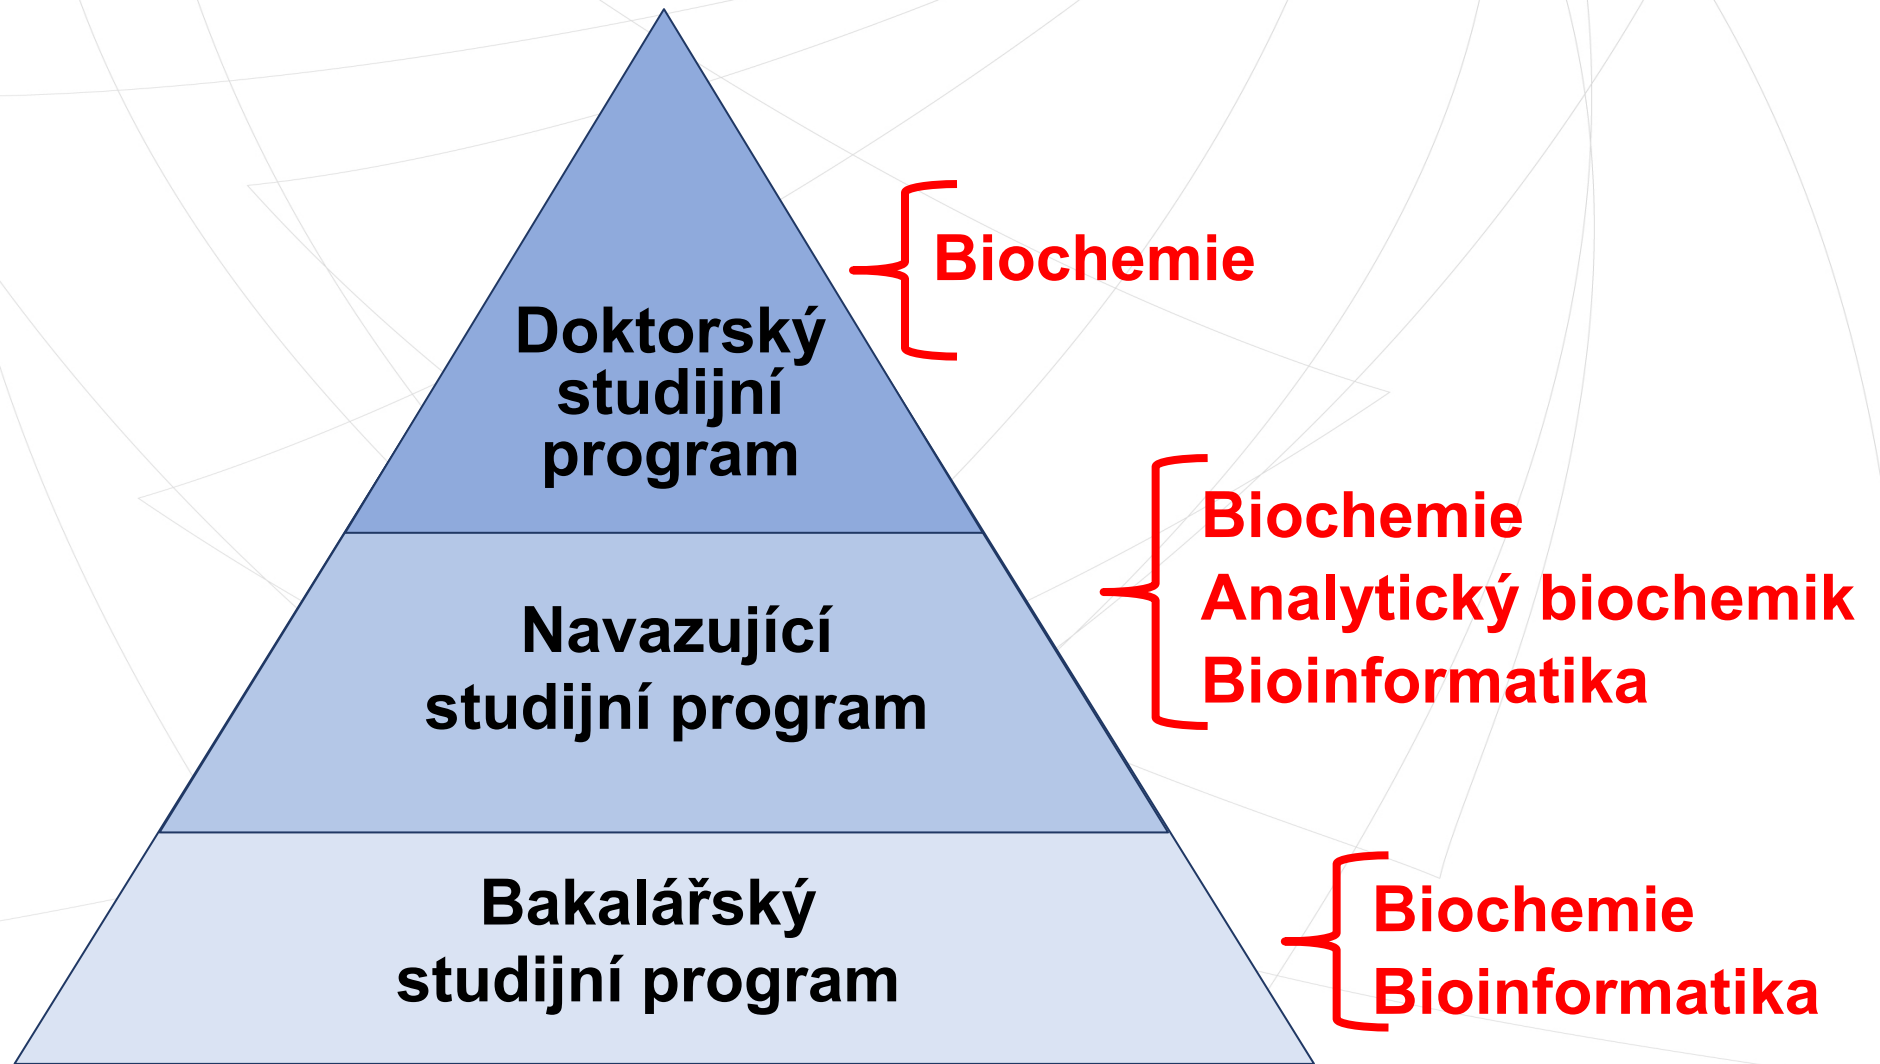 Biochemie
Doktorský
studijní
program
Biochemie
Analytický biochemik
Bioinformatika
Navazující
studijní program
Bakalářský
studijní program
Biochemie
Bioinformatika